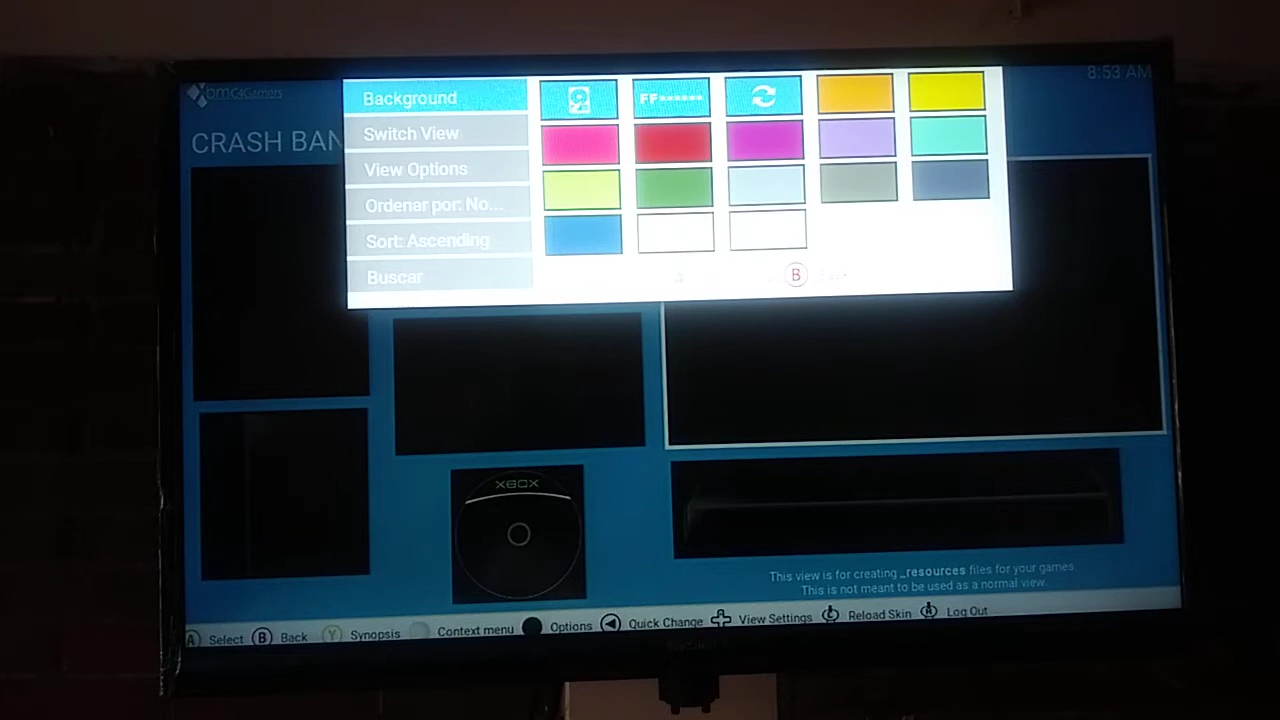 xbmc4Gamers
8:53 AM
CRASH BAN
Background
FF******
Switch View
View Options
Ordenar por: No...
Sort: Ascending
Buscar
B
XBOX
This view is for creating _resources files for your games.
This is not meant to be used as a normal view.
A Select B Back Y Synopsis Context menu Options Quick Change View Settings Reload Skin Log Out